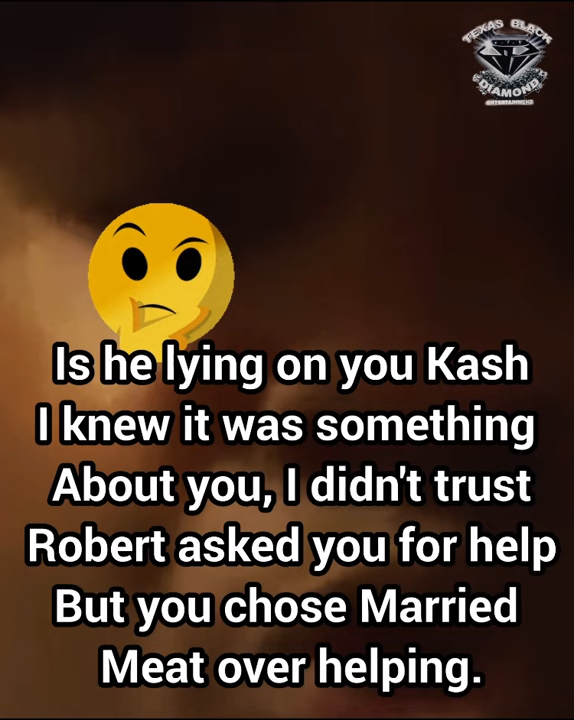 TEXAS BLACK
DIAMOND
ENTERTAINMENT
Is he lying on you Kash
I knew it was something
About you, I didn't trust
Robert asked you for help
But you chose Married
Meat over helping.